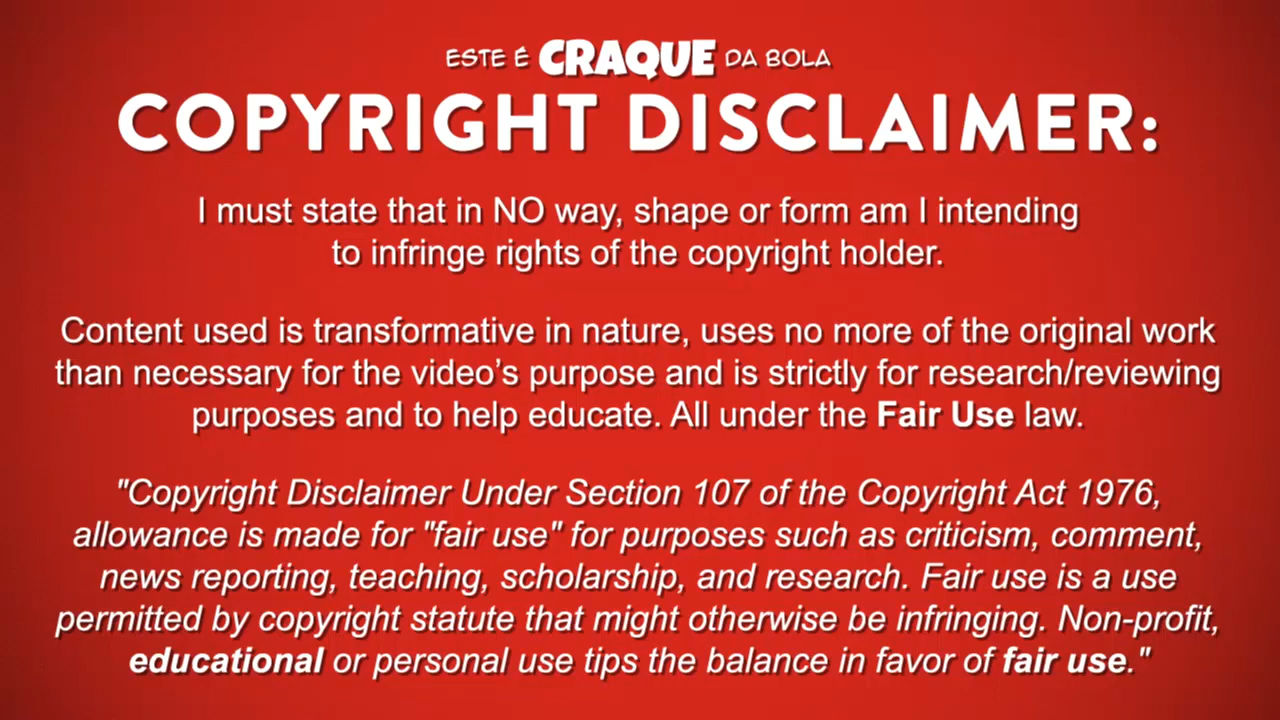 ESTE É CRAQUE DA BOLA
COPYRIGHT DISCLAIMER:
I must state that in NO way, shape or form am I intending
to infringe rights of the copyright holder.
Content used is transformative in nature, uses no more of the original work
than necessary for the video’s purpose and is strictly for research/reviewing
purposes and to help educate. All under the Fair Use law.
"Copyright Disclaimer Under Section 107 of the Copyright Act 1976,
allowance is made for "fair use" for purposes such as criticism, comment,
news reporting, teaching, scholarship, and research. Fair use is a use
permitted by copyright statute that might otherwise be infringing. Non-profit,
educational or personal use tips the balance in favor of fair use."